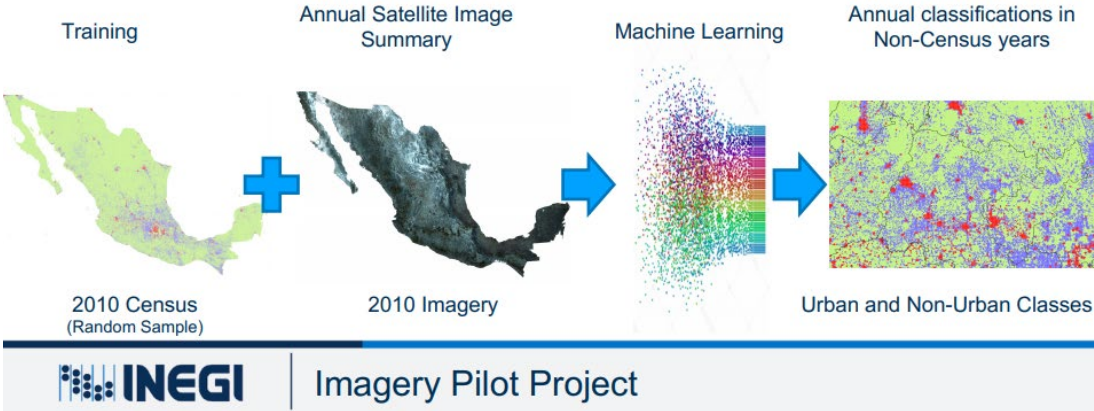 Training
Annual Satellite Image
Summary
Machine Learning
Annual classifications in
Non-Census years
2010 Census
(Random Sample)
2010 Imagery
Urban and Non-Urban Classes
INEGI
Imagery Pilot Project